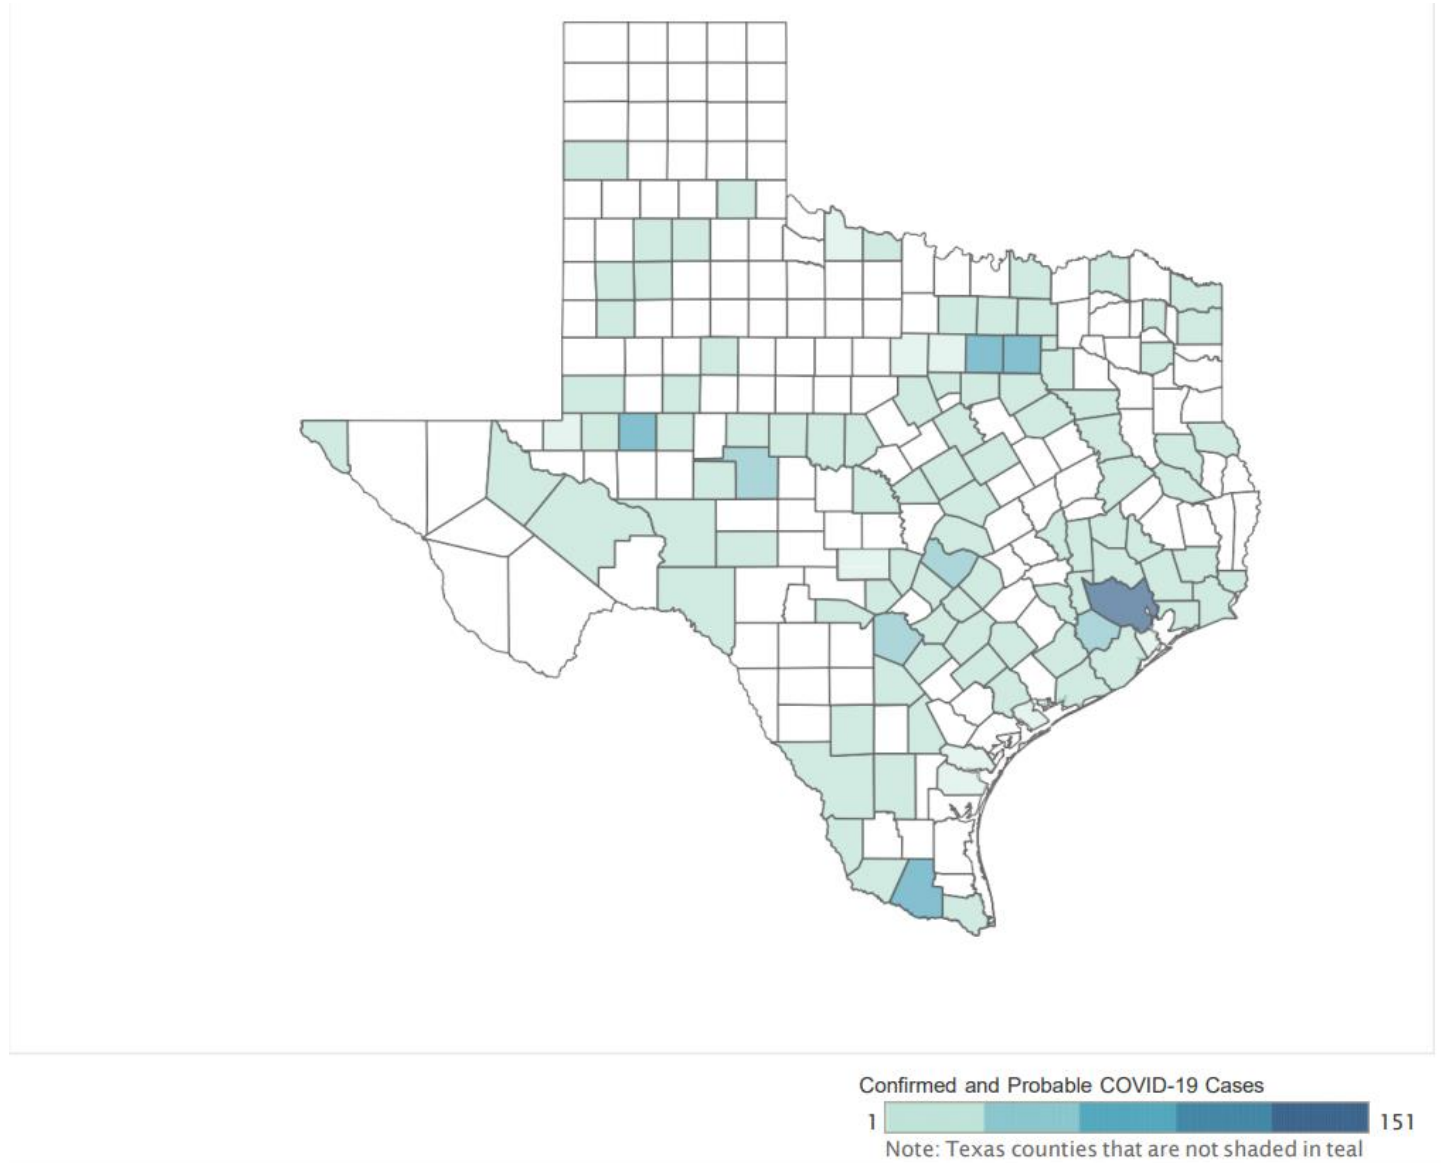 Confirmed and Probable COVID-19 Cases
1 151
Note: Texas counties that are not shaded in teal